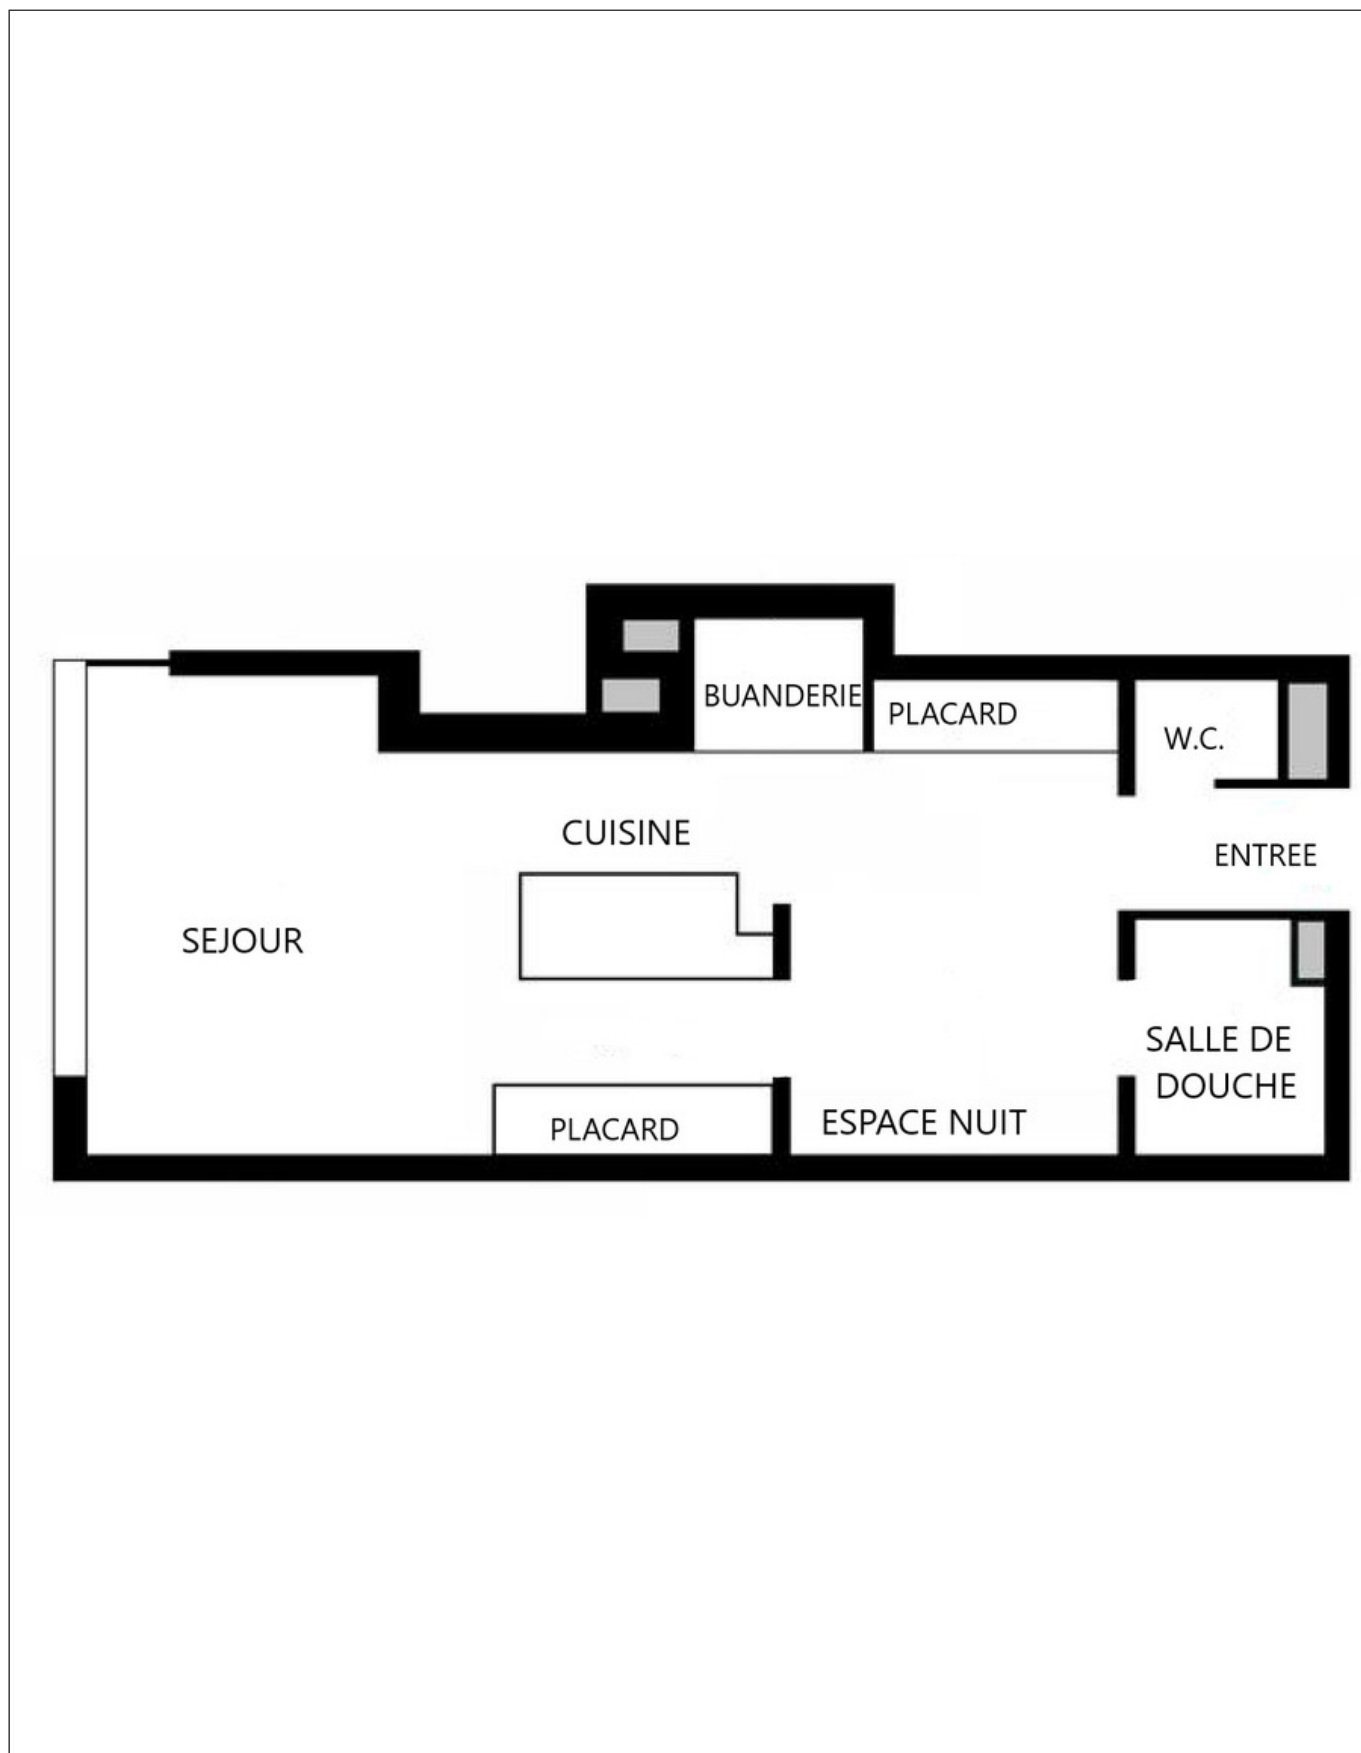 BUANDERIE
PLACARD
W.C.
CUISINE
ENTREE
SEJOUR
SALLE DE
DOUCHE
PLACARD
ESPACE NUIT